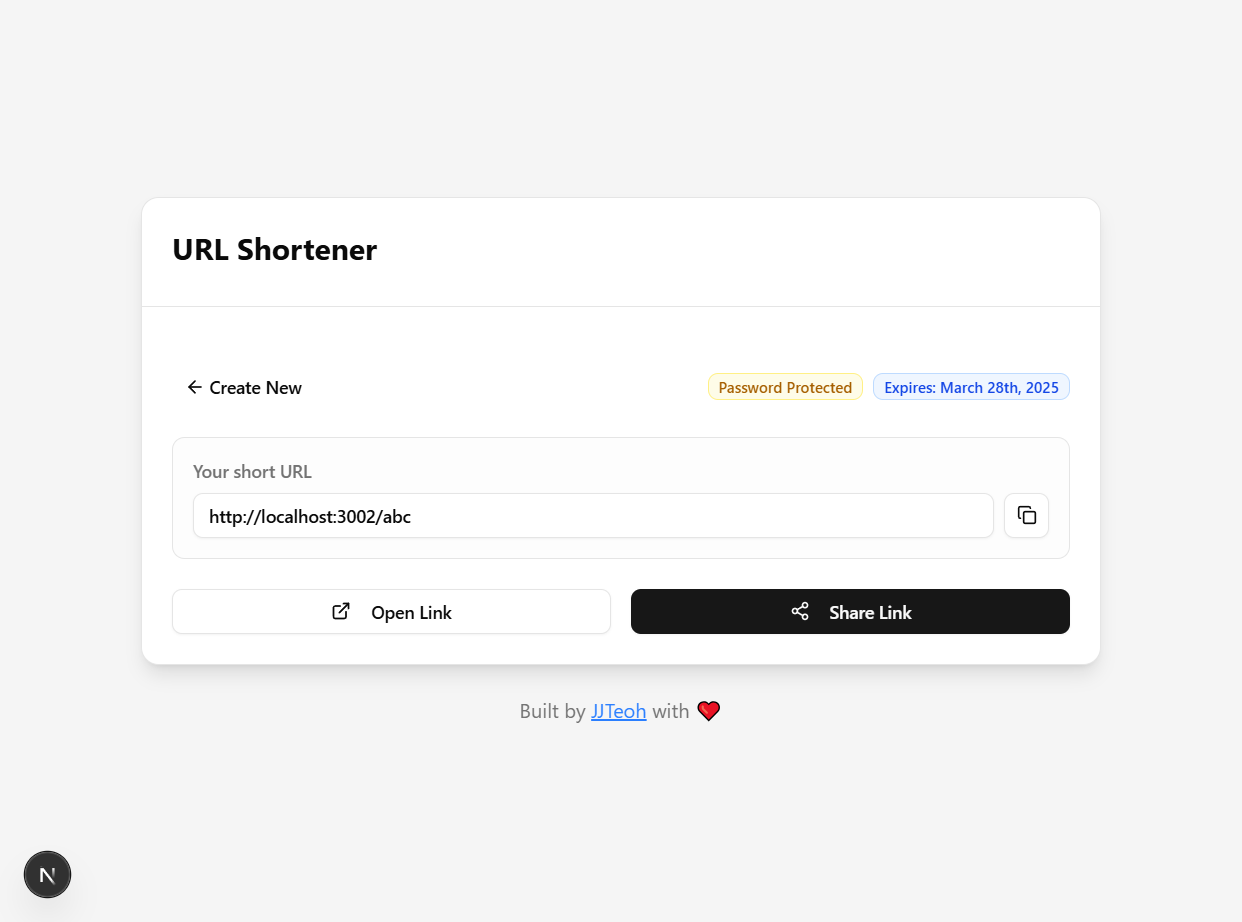 URL Shortener
Create New
Password Protected
Expires: March 28th, 2025
Your short URL
http://localhost:3002/abc
Open Link
Share Link
Built by JJTeoh with ❤️
N